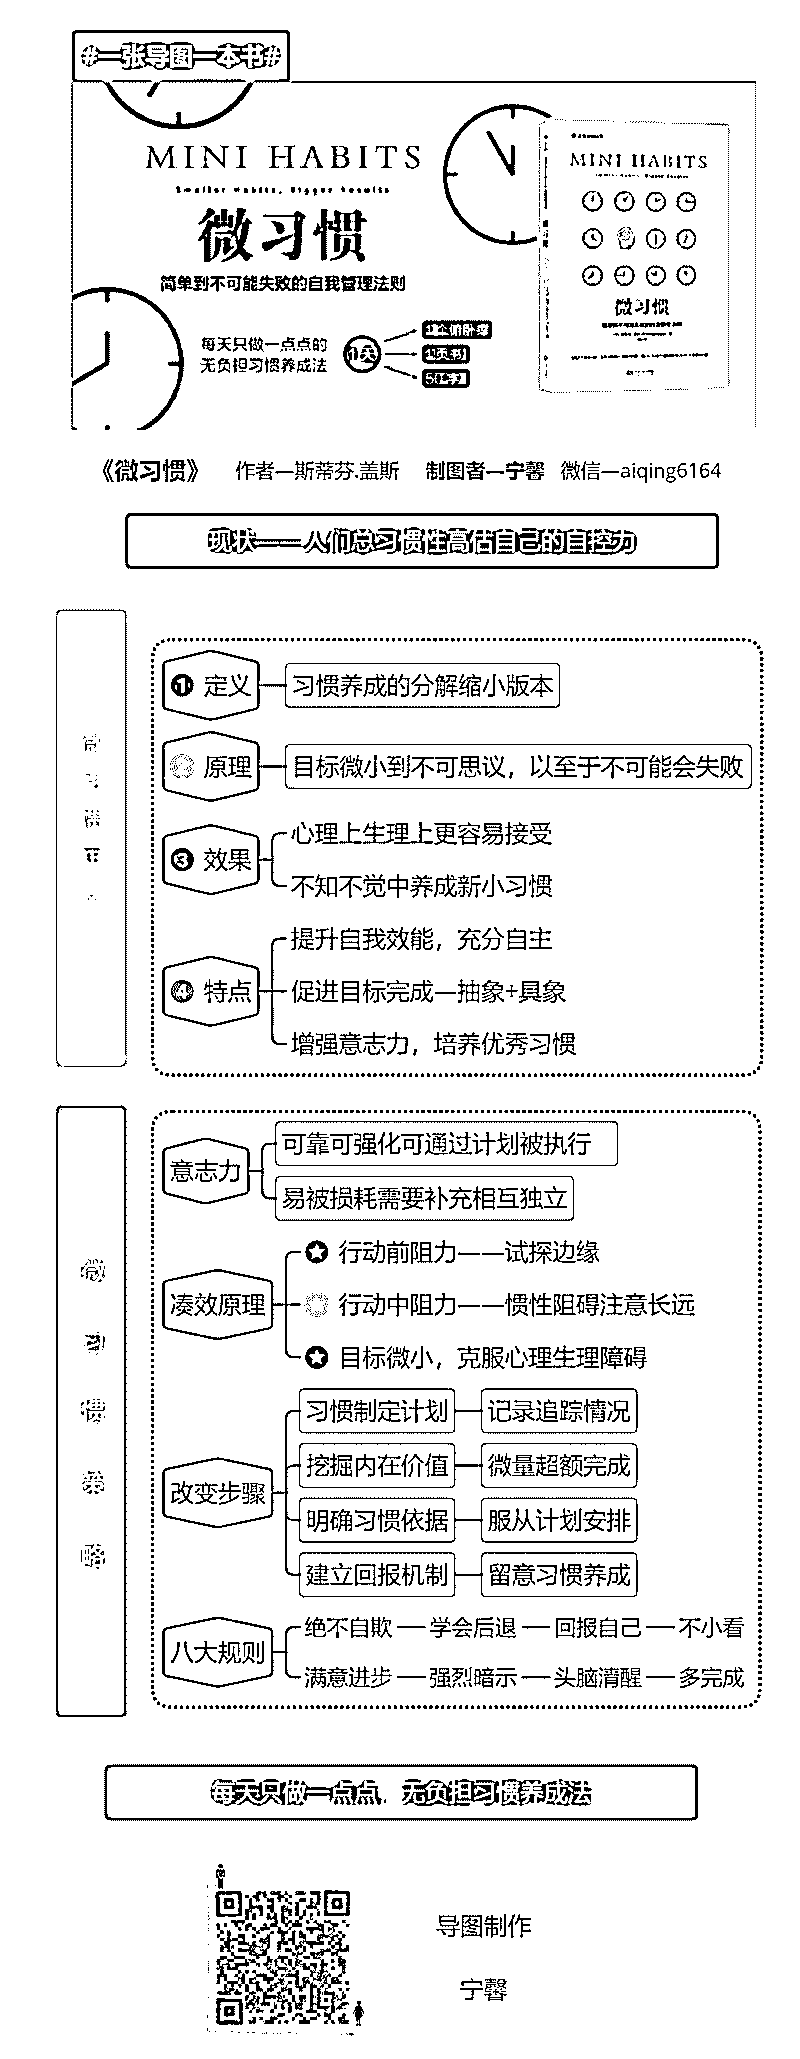 #一张导图一本书#
MINI HABITS
Smaller Habits, Bigger Results
微习惯
简单到不可能失败的自我管理法则
每天只做一点点的
无负担习惯养成法
1天
1个俯卧撑
1页书
50个字
MINI HABITS
微习惯
《微习惯》 作者—斯蒂芬.盖斯 制图者—宁馨 微信—aiqing6164
现状——人们总习惯性高估自己的自控力
① 定义
习惯养成的分解缩小版本
原理
目标微小到不可思议，以至于不可能会失败
③ 效果
心理上生理上更容易接受
不知不觉中养成新小习惯
④ 特点
提升自我效能，充分自主
促进目标完成—抽象+具象
增强意志力，培养优秀习惯
微习惯策略
意志力
可靠可强化可通过计划被执行
易被损耗需要补充相互独立
凑效原理
行动前阻力——试探边缘
行动中阻力——惯性阻碍注意长远
目标微小，克服心理生理障碍
改变步骤
习惯制定计划 记录追踪情况
挖掘内在价值 微量超额完成
明确习惯依据 服从计划安排
建立回报机制 留意习惯养成
八大规则
绝不自欺 — 学会后退 — 回报自己 — 不小看
满意进步 — 强烈暗示 — 头脑清醒 — 多完成
每天只做一点点，无负担习惯养成法
导图制作
宁馨